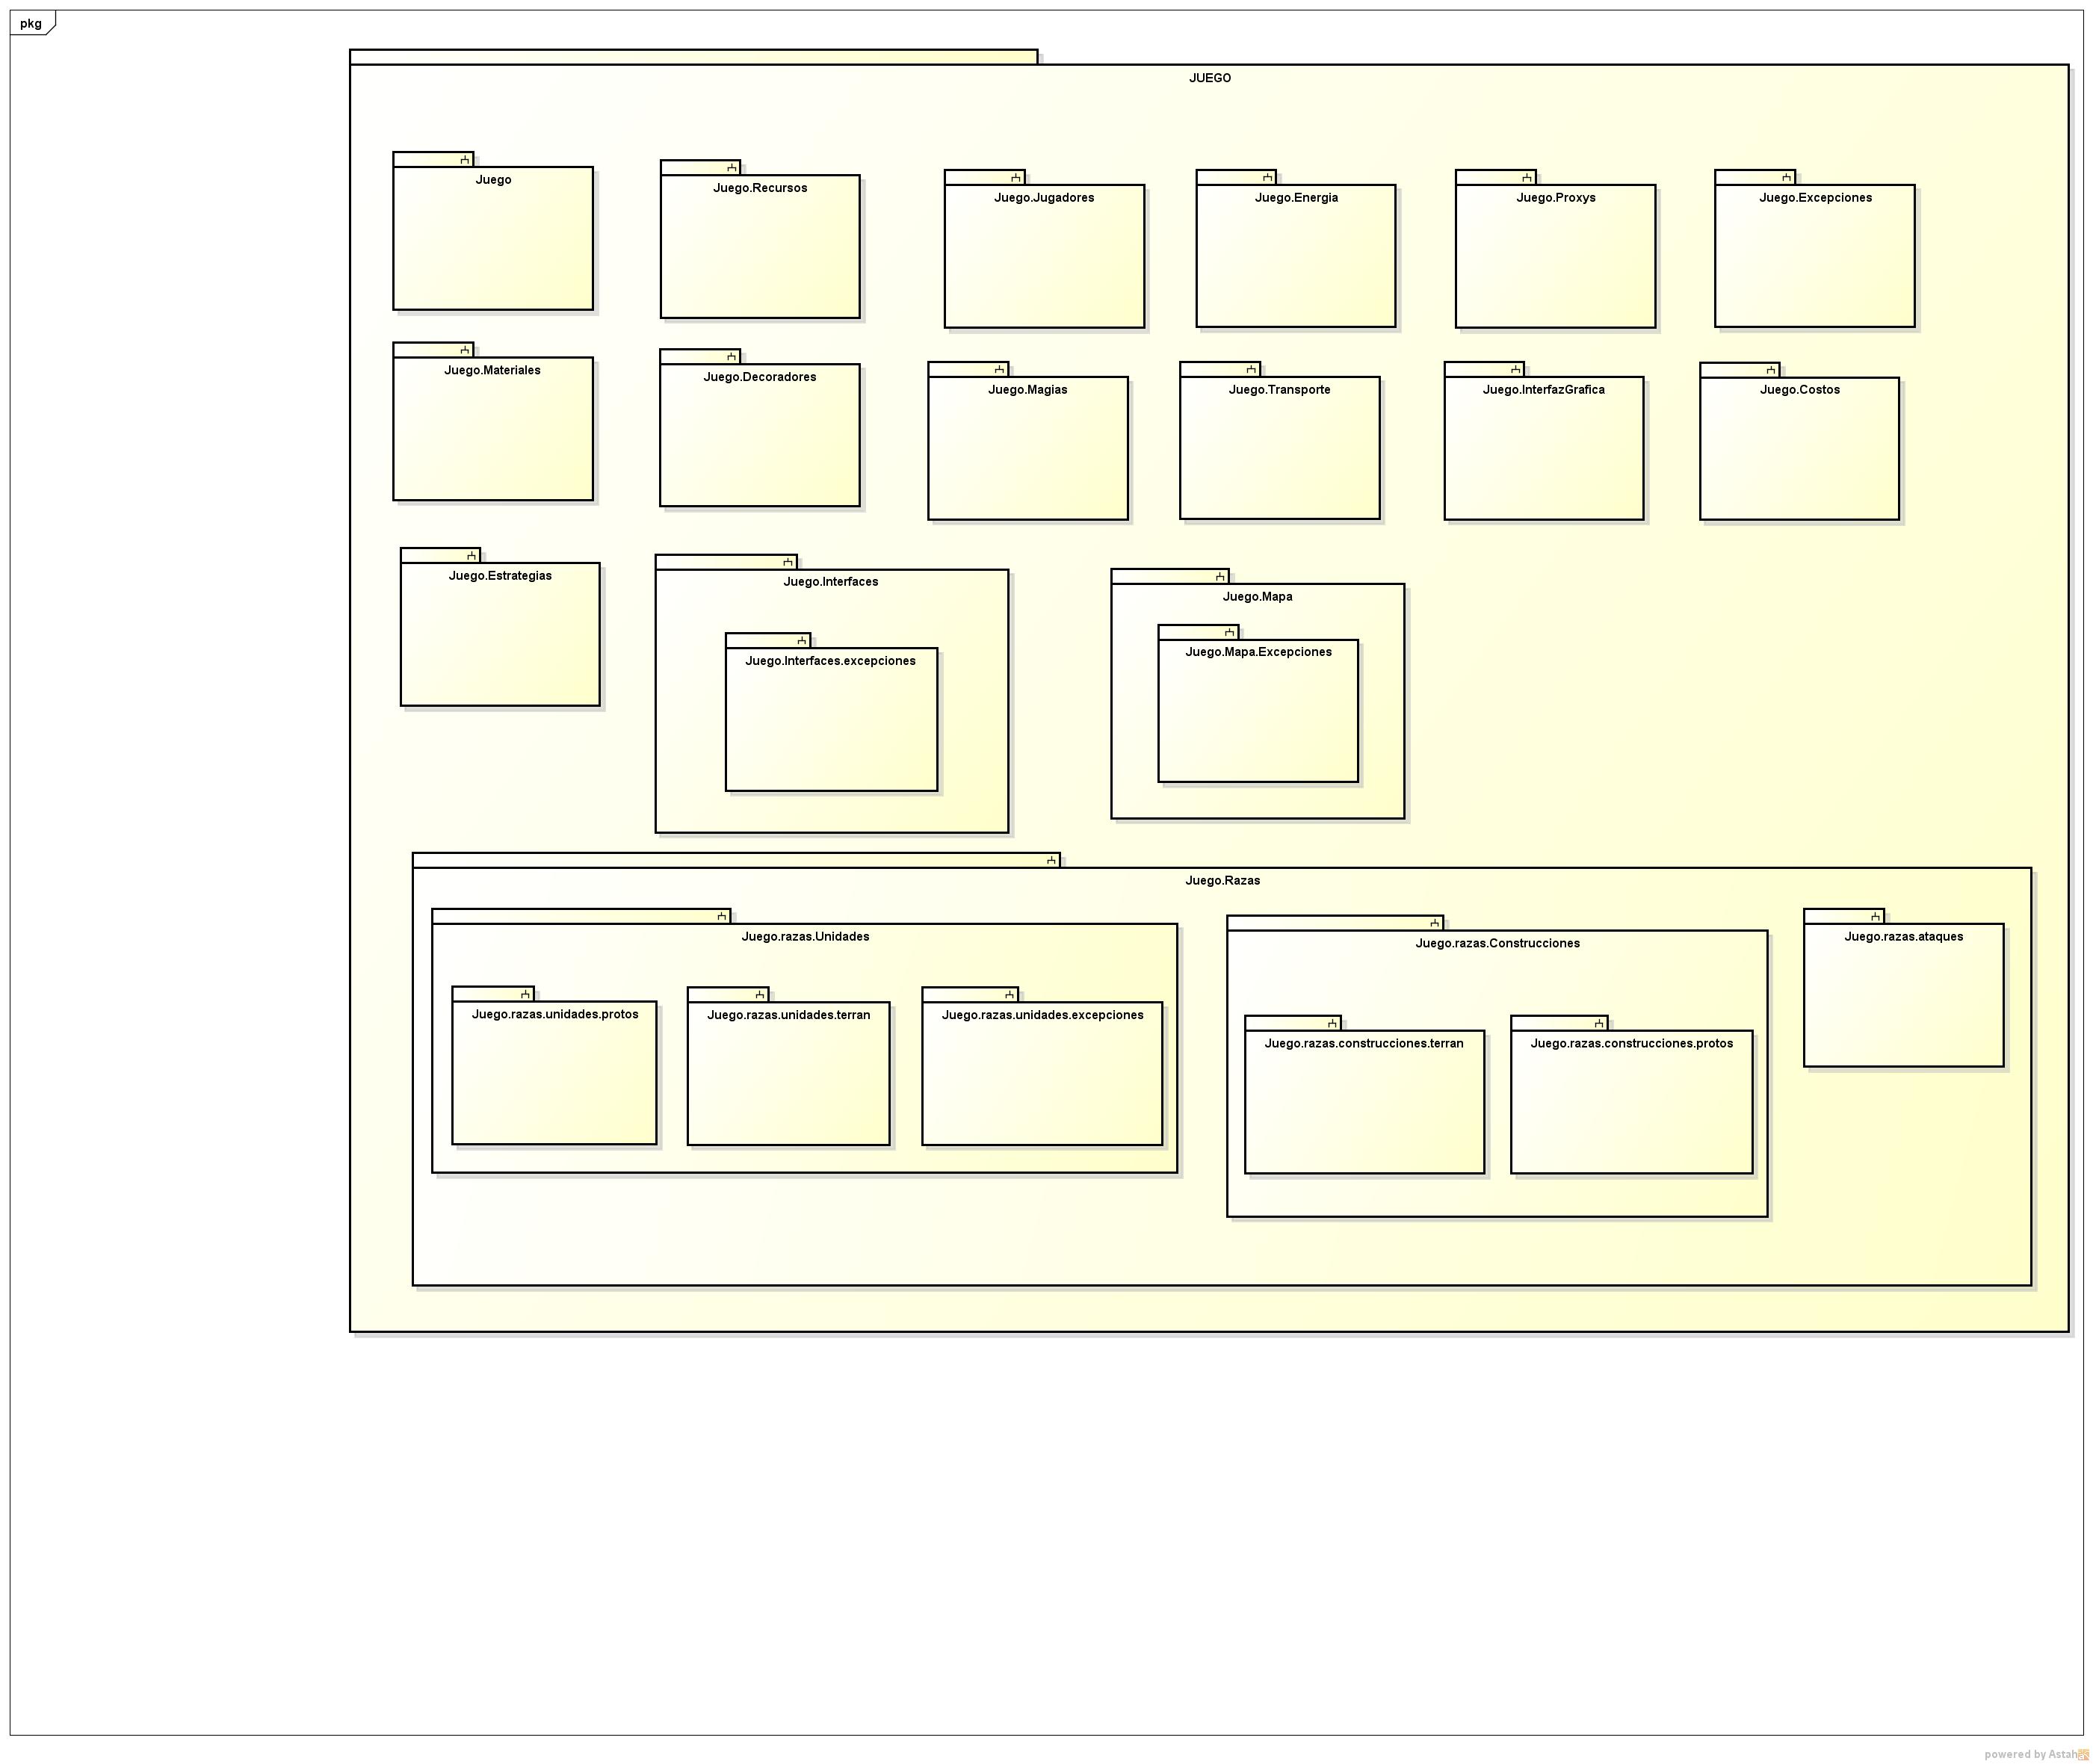 pkg
JUEGO
Juego
Juego.Recursos
Juego.Jugadores
Juego.Energia
Juego.Proxys
Juego.Excepciones
Juego.Materiales
Juego.Decoradores
Juego.Magias
Juego.Transporte
Juego.InterfazGrafica
Juego.Costos
Juego.Estrategias
Juego.Interfaces
Juego.Interfaces.excepciones
Juego.Mapa
Juego.Mapa.Excepciones
Juego.Razas
Juego.razas.Unidades
Juego.razas.unidades.protos
Juego.razas.unidades.terran
Juego.razas.unidades.excepciones
Juego.razas.Construcciones
Juego.razas.construcciones.terran
Juego.razas.construcciones.protos
Juego.razas.ataques
powered by Astah